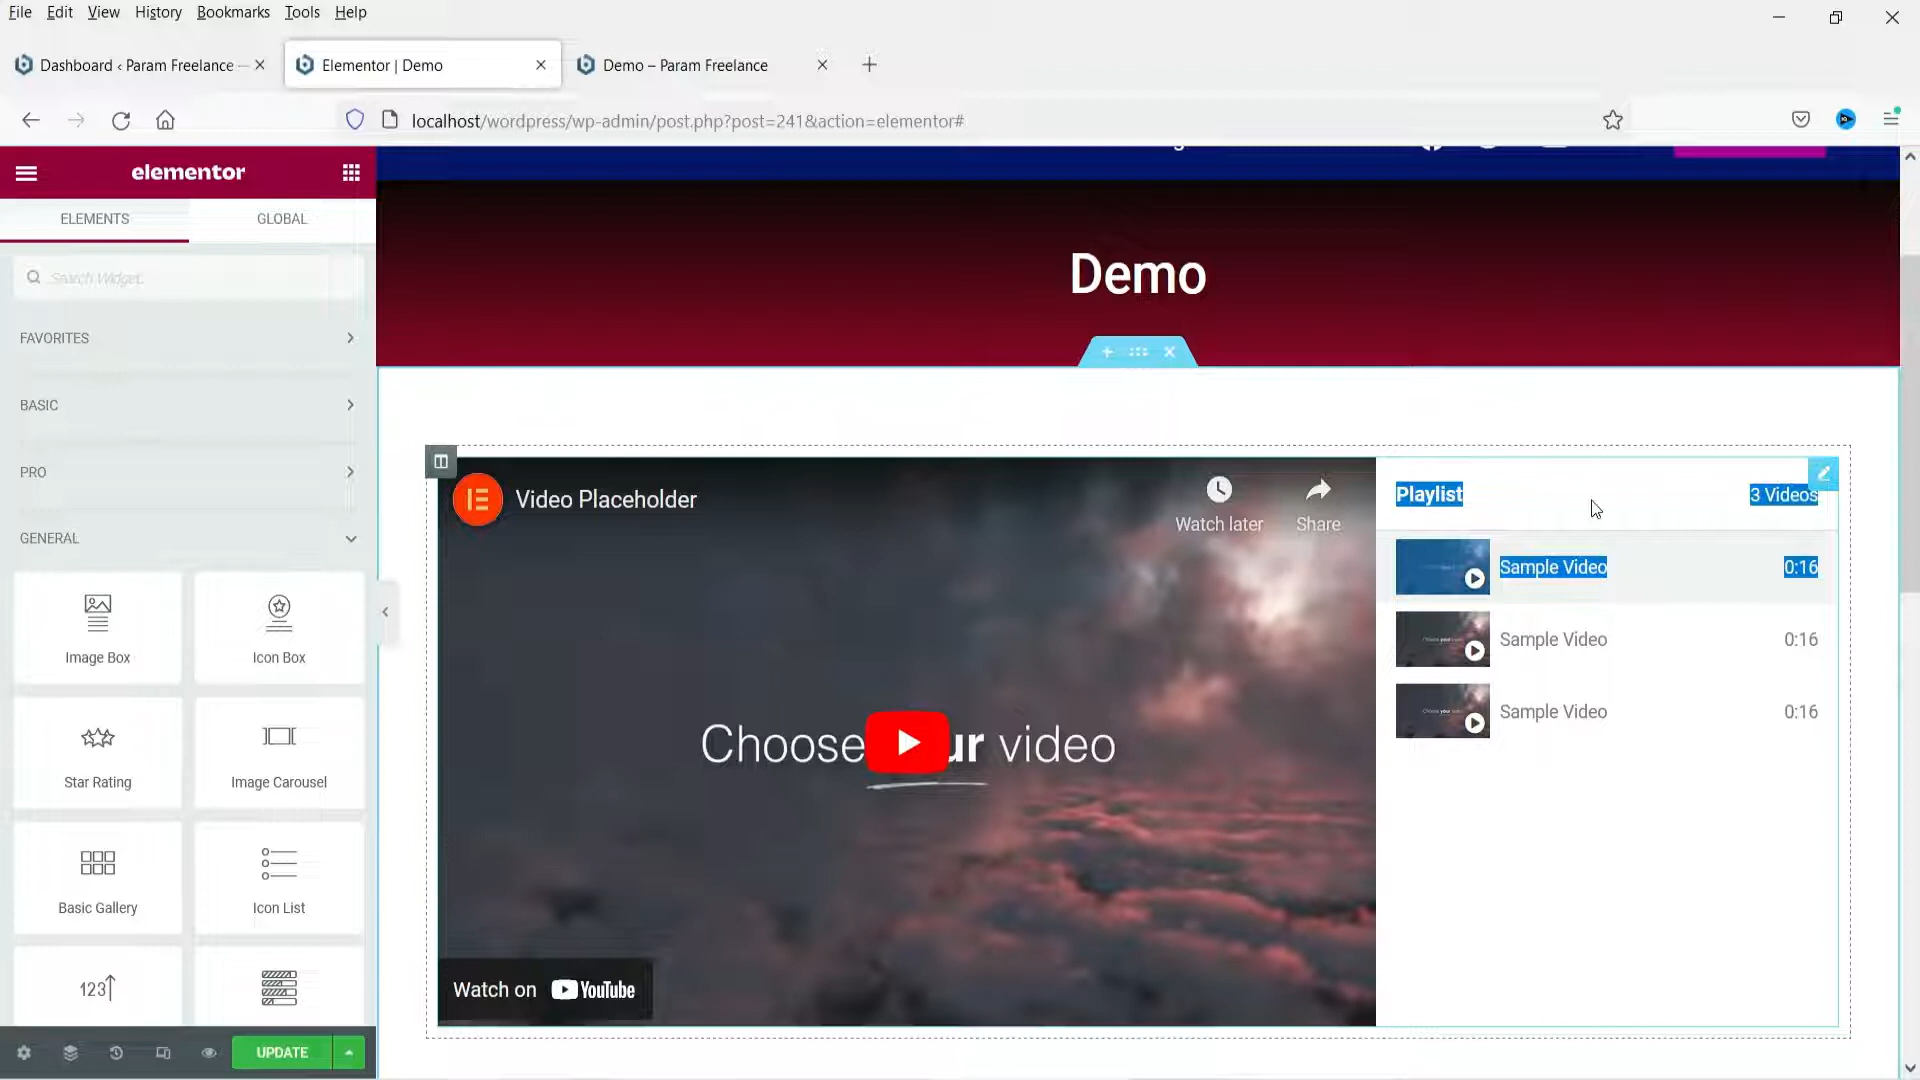 File Edit View History Bookmarks Tools Help
Dashboard ‹ Param Freelance —
Elementor | Demo
Demo – Param Freelance
localhost/wordpress/wp-admin/post.php?post=241&action=elementor#
elementor
ELEMENTS GLOBAL
Search Widget...
FAVORITES
BASIC
PRO
GENERAL
Image Box Icon Box
Star Rating Image Carousel
Basic Gallery Icon List
123
UPDATE
Demo
Video Placeholder
Watch later Share
Choose ur video
Watch on YouTube
Playlist 3 Videos
Sample Video 0:16
Sample Video 0:16
Sample Video 0:16